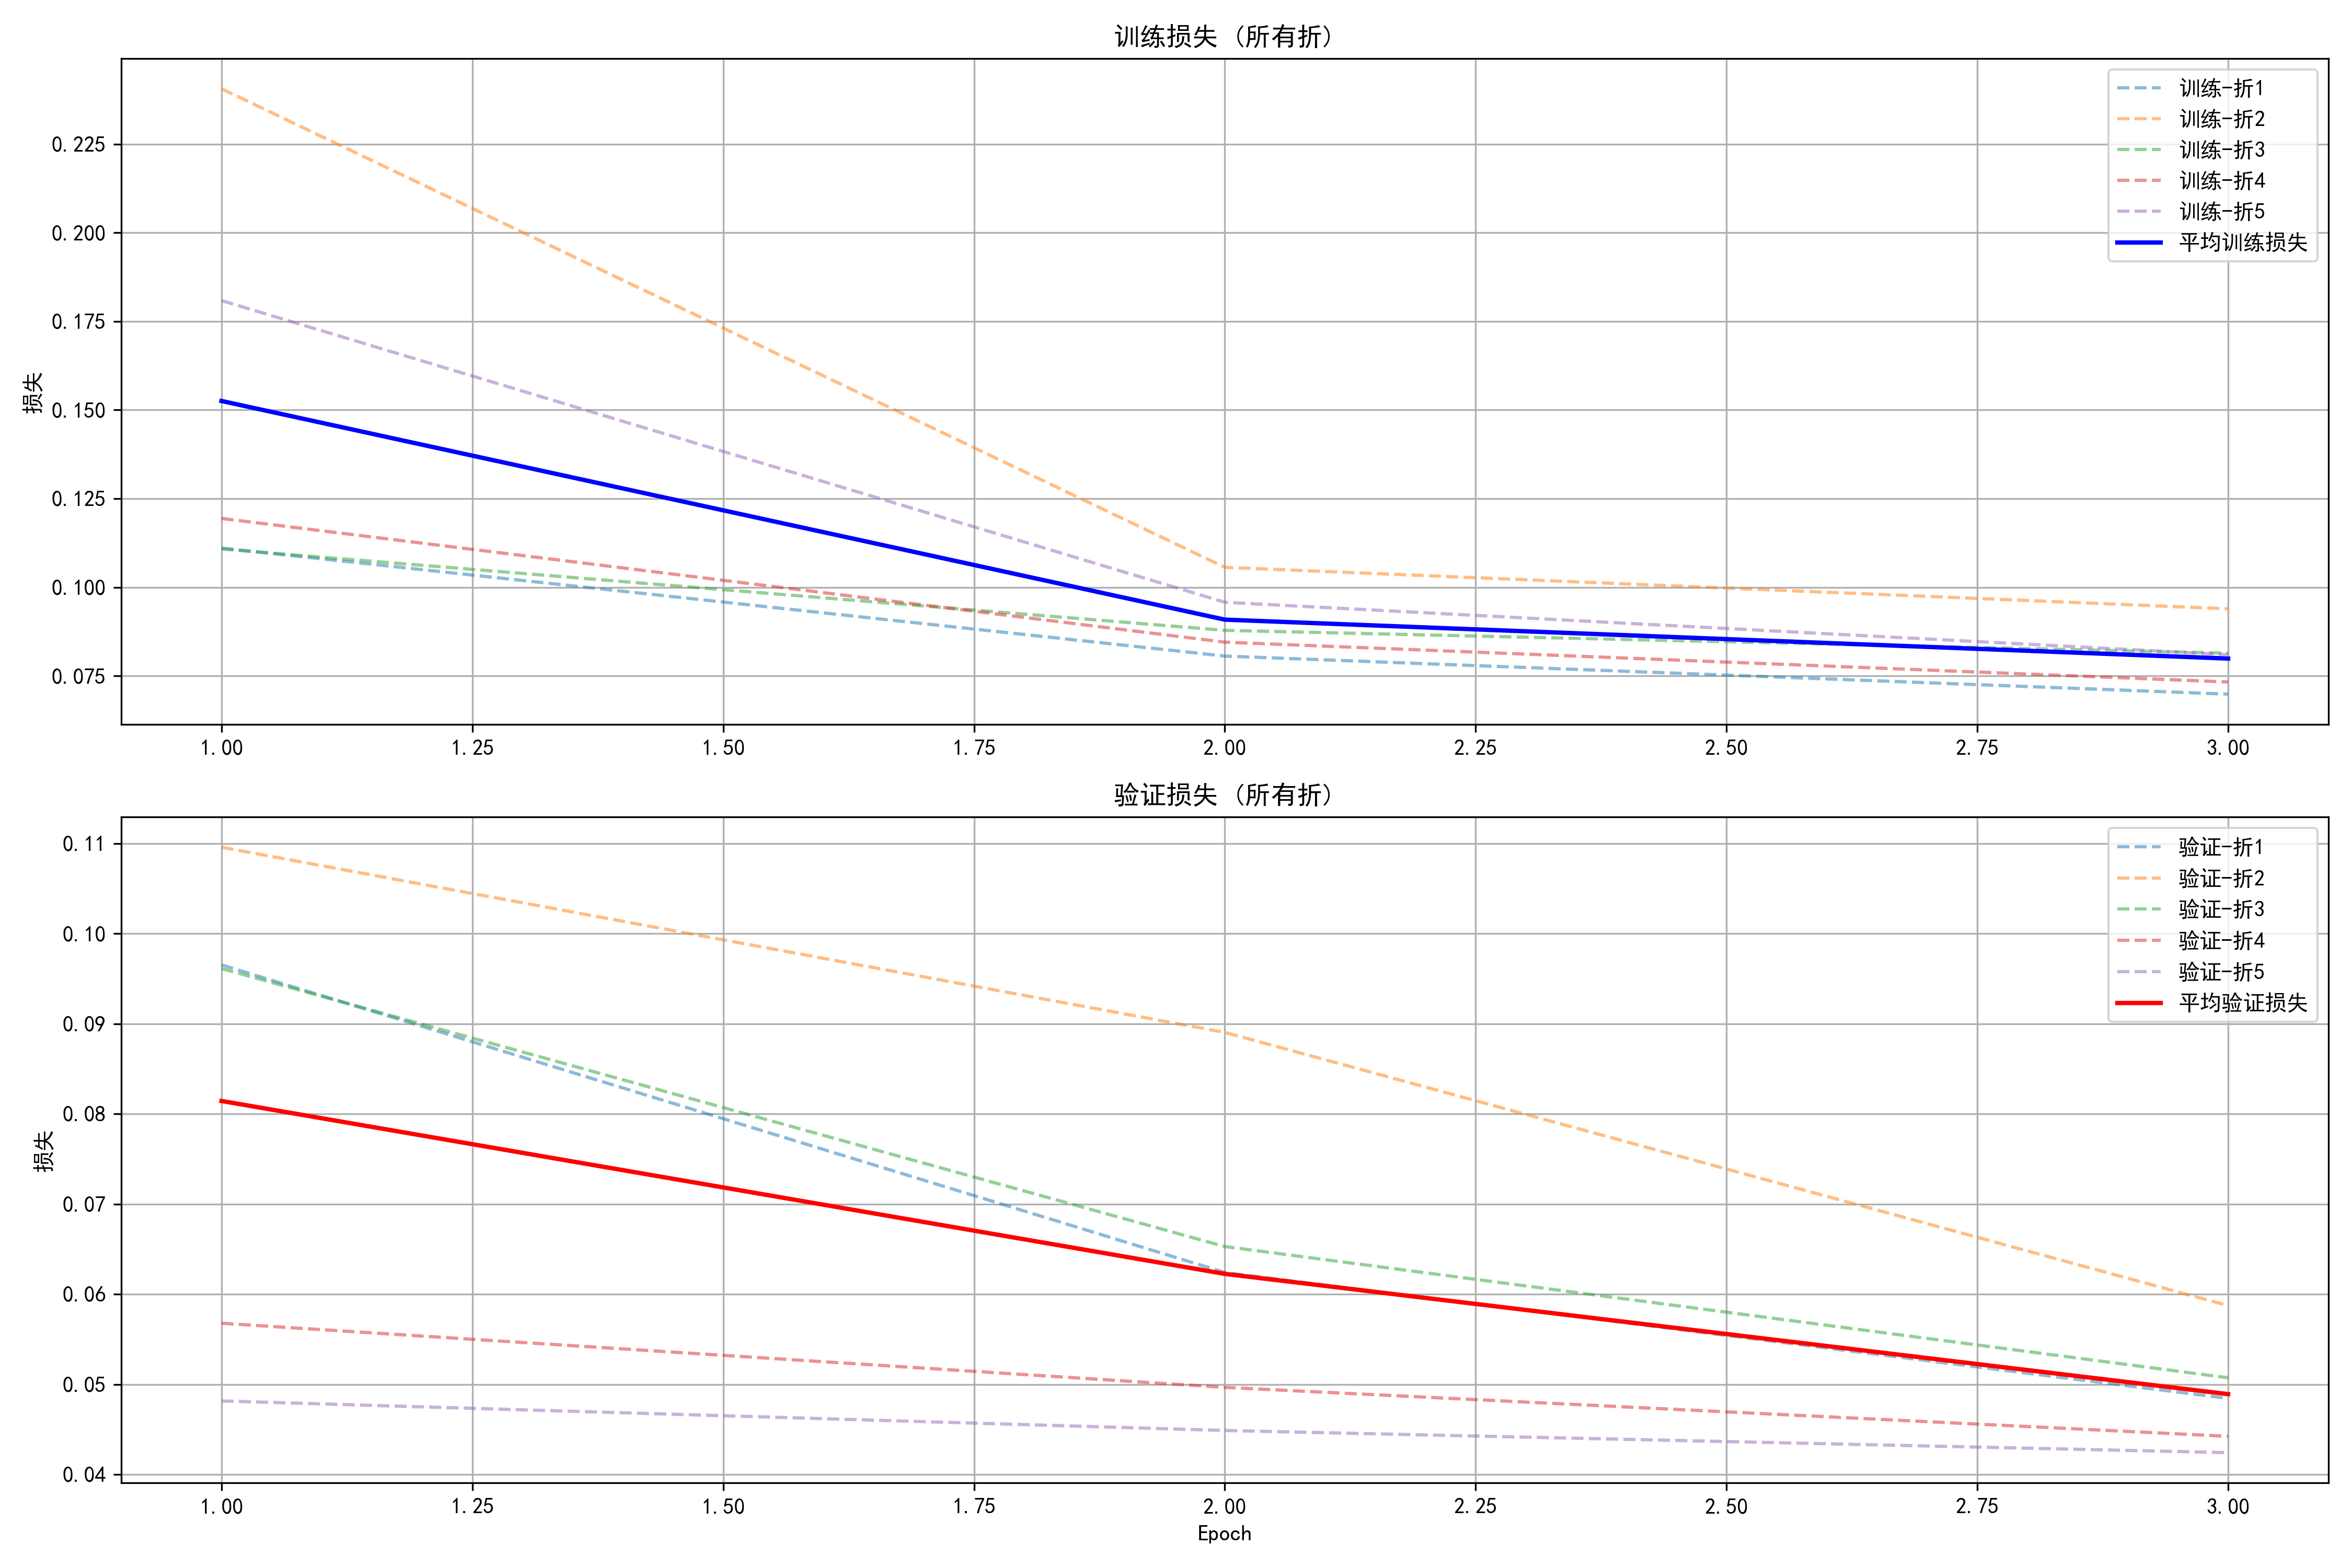 训练损失 (所有折)
损失
0.225
0.200
0.175
0.150
0.125
0.100
0.075
1.00 1.25 1.50 1.75 2.00 2.25 2.50 2.75 3.00
训练-折1
训练-折2
训练-折3
训练-折4
训练-折5
平均训练损失
验证损失 (所有折)
损失
0.11
0.10
0.09
0.08
0.07
0.06
0.05
0.04
1.00 1.25 1.50 1.75 2.00 2.25 2.50 2.75 3.00
Epoch
验证-折1
验证-折2
验证-折3
验证-折4
验证-折5
平均验证损失